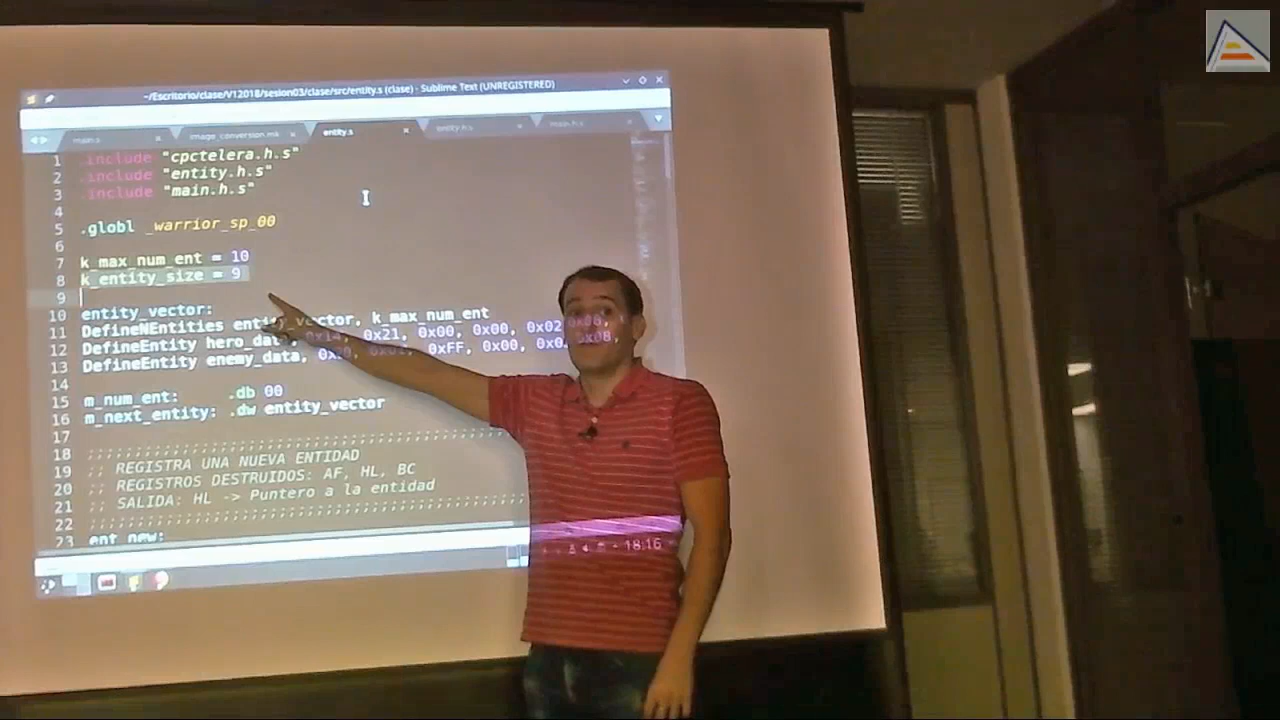 ~/Escritorio/clase/V12018/sesion03/clase/src/entity.s (clase) - Sublime Text (UNREGISTERED)
main.s image_conversion.mk entity.s entity.h.s main.h.s
1 .include "cpctelera.h.s"
2 .include "entity.h.s"
3 .include "main.h.s"
4
5 .globl _warrior_sp_00
6
7 k_max_num_ent = 10
8 k_entity_size = 9
9
10 entity_vector:
11 DefineNEntities entity_vector, k_max_num_ent
12 DefineEntity 0x14, 0x21, 0x00, 0x00, 0x02
13 DefineEntity enemy_data, 0xFF, 0x00,
14
15 m_num_ent: .db 00
16 m_next_entity: .dw entity_vector
17
18 ;;;;;;;;;;;;;;;;;;;;;;;;;;;;;;;;;;;;
19 ;; REGISTRA UNA NUEVA ENTIDAD
20 ;; REGISTROS DESTRUIDOS: AF, HL, BC
21 ;; SALIDA: HL -> Puntero a la entidad
22 ;;;;;;;;;;;;;;;;;;;;;;;;;;;;;;;;;;;;
23 ent_new:
18:16